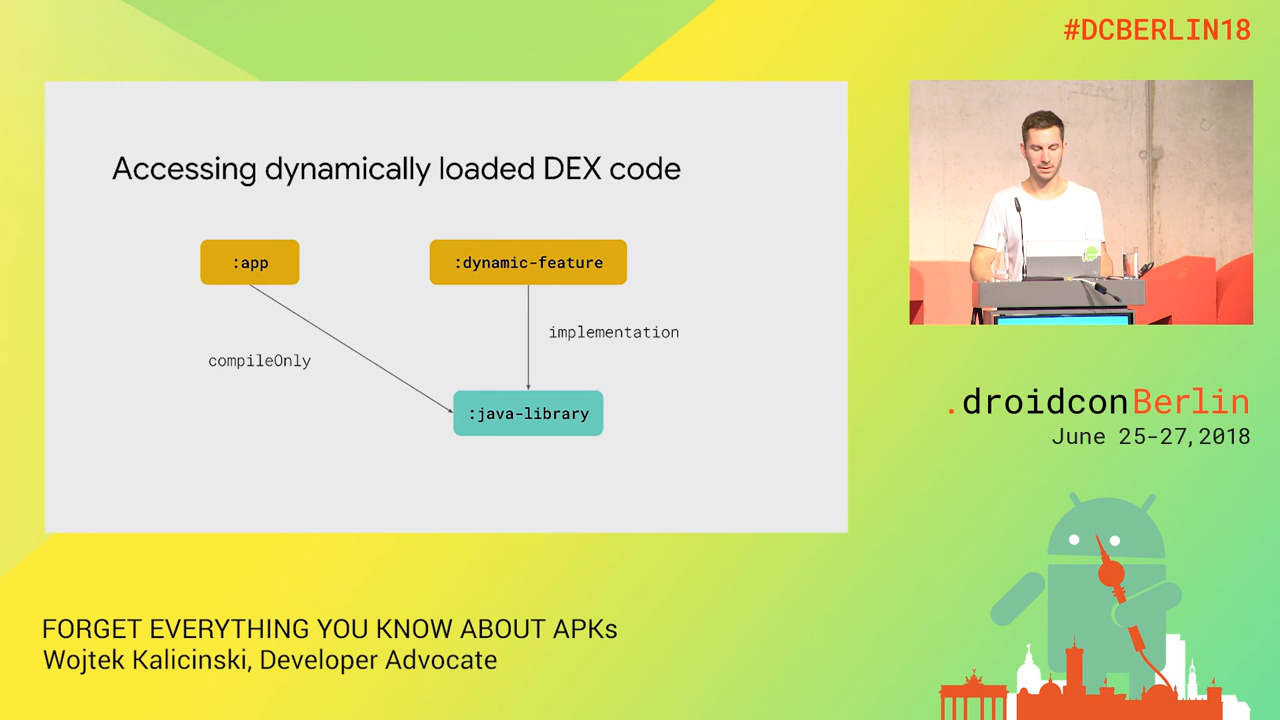 #DCBERLIN18
Accessing dynamically loaded DEX code
:app
:dynamic-feature
implementation
compileOnly
:java-library
.droidconBerlin
June 25-27, 2018
FORGET EVERYTHING YOU KNOW ABOUT APKs
Wojtek Kalicinski, Developer Advocate